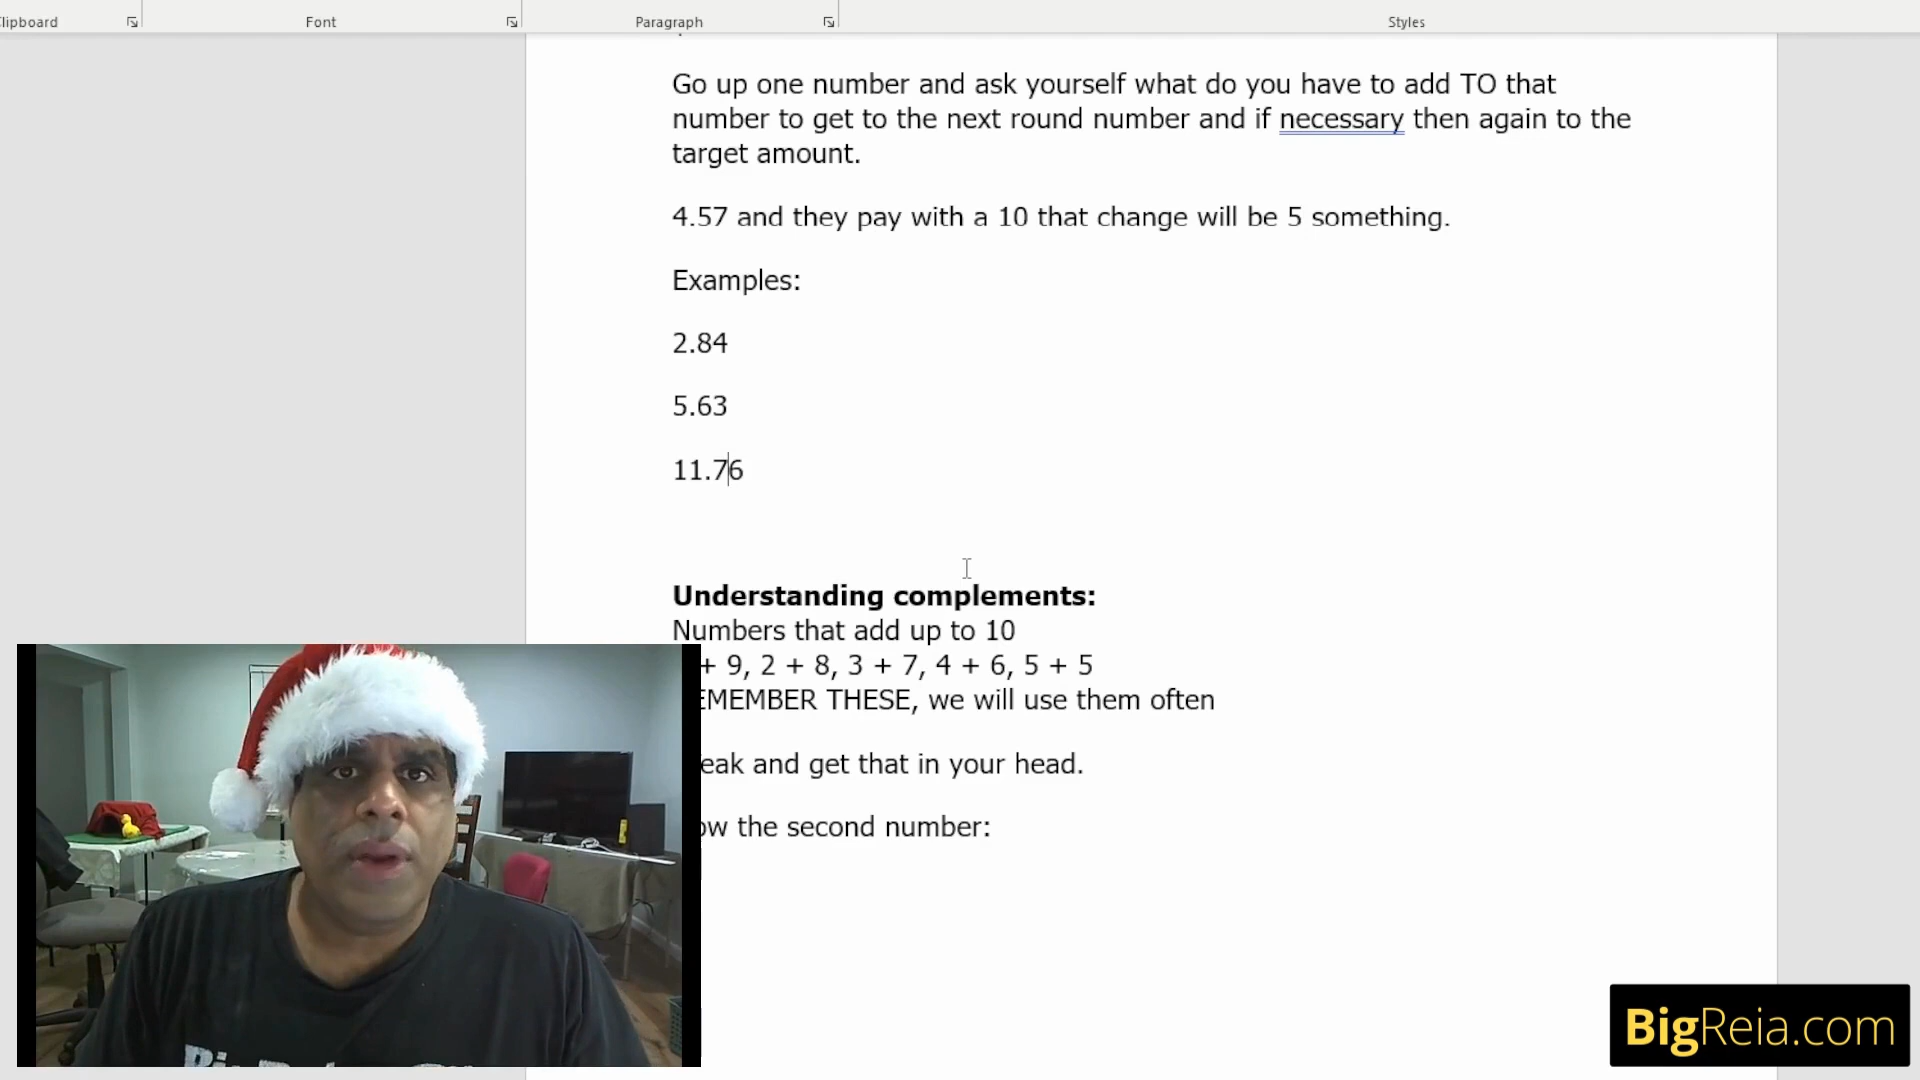 lipboard
Font
Paragraph
Styles
Go up one number and ask yourself what do you have to add TO that
number to get to the next round number and if necessary then again to the
target amount.
4.57 and they pay with a 10 that change will be 5 something.
Examples:
2.84
5.63
11.76
Understanding complements:
Numbers that add up to 10
+ 9, 2 + 8, 3 + 7, 4 + 6, 5 + 5
EMEMBER THESE, we will use them often
eak and get that in your head.
ow the second number:
BigReia.com